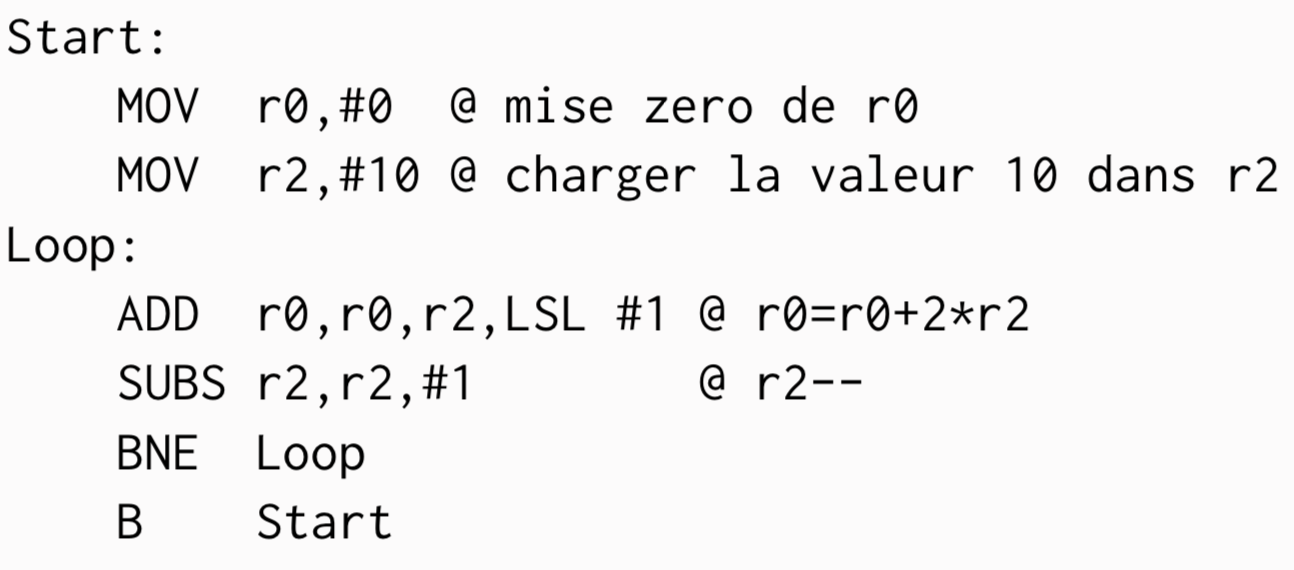 Start:
MOV r0,#0 @ mise zero de r0
MOV r2,#10 @ charger la valeur 10 dans r2
Loop:
ADD r0,r0,r2,LSL #1 @ r0=r0+2*r2
SUBS r2,r2,#1 @ r2--
BNE Loop
B Start